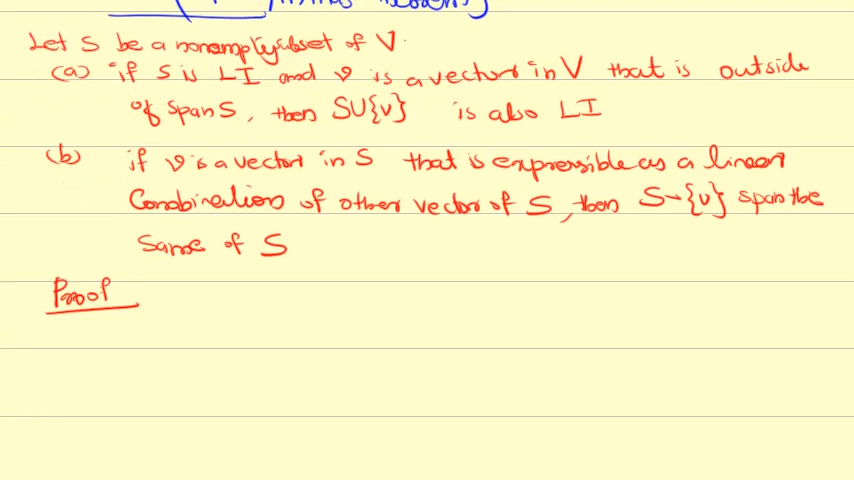 Let S be a nonempty subset of V.
(a) if S is LI and v is a vector in V that is outside
of span S, then S∪{v} is also LI
(b) if v is a vector in S that is expressible as a linear
Combination of other vector of S, then S-{v} span the
same of S
Proof